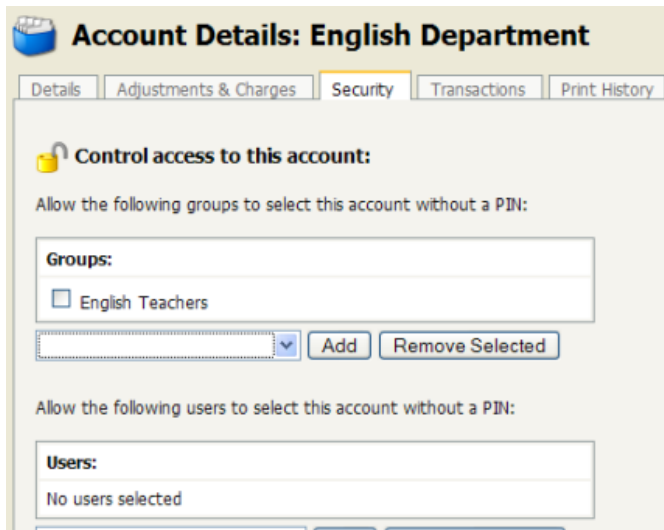 Account Details: English Department
Details Adjustments & Charges Security Transactions Print History
Control access to this account:
Allow the following groups to select this account without a PIN:
Groups:
English Teachers
Add Remove Selected
Allow the following users to select this account without a PIN:
Users:
No users selected